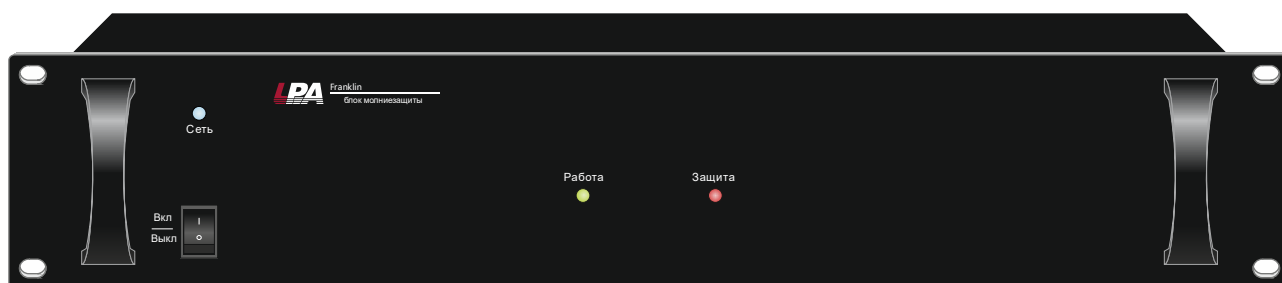 LPA
Franklin
блок молниезащиты
Сеть
Работа
Защита
Вкл
Выкл